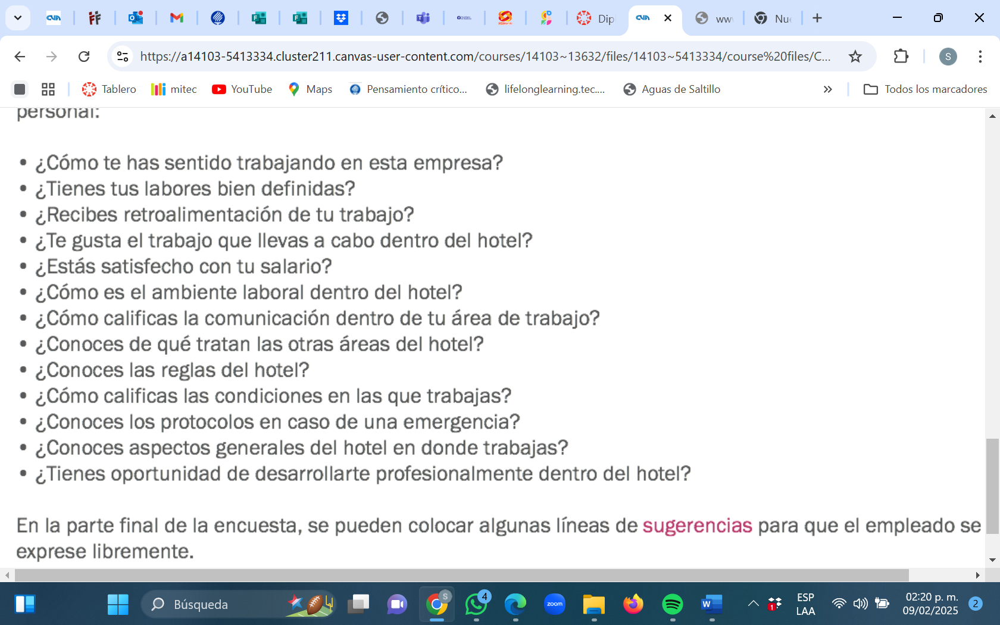 Dip
ww
Nu
https://a14103-5413334.cluster211.canvas-user-content.com/courses/14103~13632/files/14103~5413334/course%20files/C...
S
Tablero
mitec
YouTube
Maps
Pensamiento crítico...
lifelonglearning.tec....
Aguas de Saltillo
Todos los marcadores
personal:
• ¿Cómo te has sentido trabajando en esta empresa?
• ¿Tienes tus labores bien definidas?
• ¿Recibes retroalimentación de tu trabajo?
• ¿Te gusta el trabajo que llevas a cabo dentro del hotel?
• ¿Estás satisfecho con tu salario?
• ¿Cómo es el ambiente laboral dentro del hotel?
• ¿Cómo calificas la comunicación dentro de tu área de trabajo?
• ¿Conoces de qué tratan las otras áreas del hotel?
• ¿Conoces las reglas del hotel?
• ¿Cómo calificas las condiciones en las que trabajas?
• ¿Conoces los protocolos en caso de una emergencia?
• ¿Conoces aspectos generales del hotel en donde trabajas?
• ¿Tienes oportunidad de desarrollarte profesionalmente dentro del hotel?
En la parte final de la encuesta, se pueden colocar algunas líneas de sugerencias para que el empleado se
exprese libremente.
Búsqueda
S
4
zoom
W
1
ESP
LAA
02:20 p. m.
09/02/2025
2